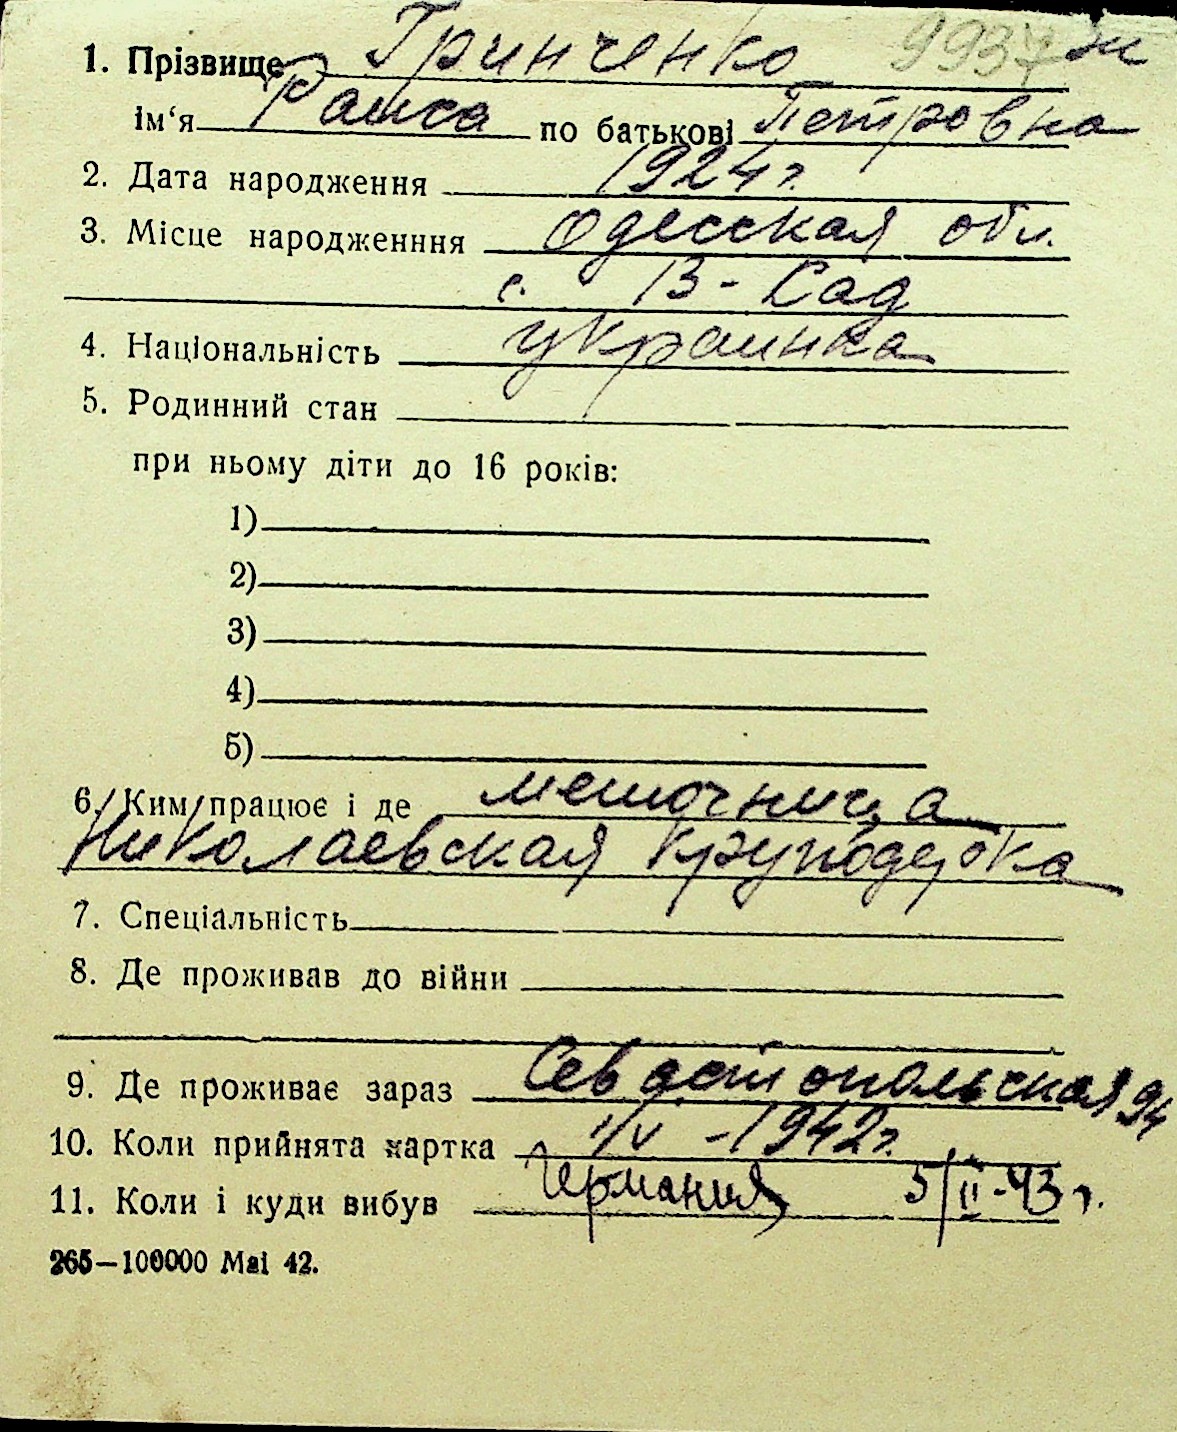 1. Прізвище Гринченко 9937 ж
ім‘я Раиса по батькові Петровна
2. Дата народження 1924 г.
3. Місце народженння Одесская обл.
с. В-Сад
4. Національність украинка
5. Родинний стан
при ньому діти до 16 років:
1)
2)
3)
4)
5)
6. Ким працює і де мешочница
Николаевская Круподерка
7. Спеціальність
8. Де проживав до війни
9. Де проживає зараз Севастопольская 94
10. Коли прийнята картка 1/V - 1942 г.
11. Коли і куди вибув Германия 5/II-43 г.
265—100000 Mai 42.